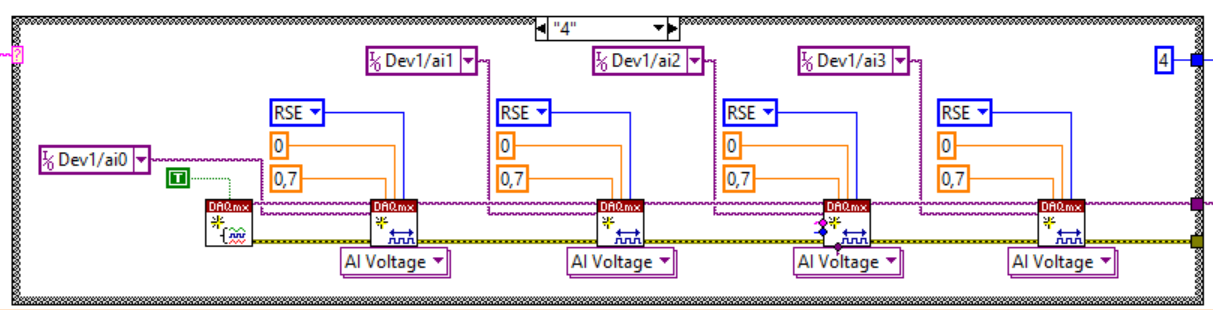 "4"
Dev1/ai1 Dev1/ai2 Dev1/ai3 4
?
RSE RSE RSE RSE
0 0 0 0
Dev1/ai0
T 0,7 0,7 0,7 0,7
DAQmx DAQmx DAQmx DAQmx DAQmx
AI Voltage AI Voltage AI Voltage AI Voltage